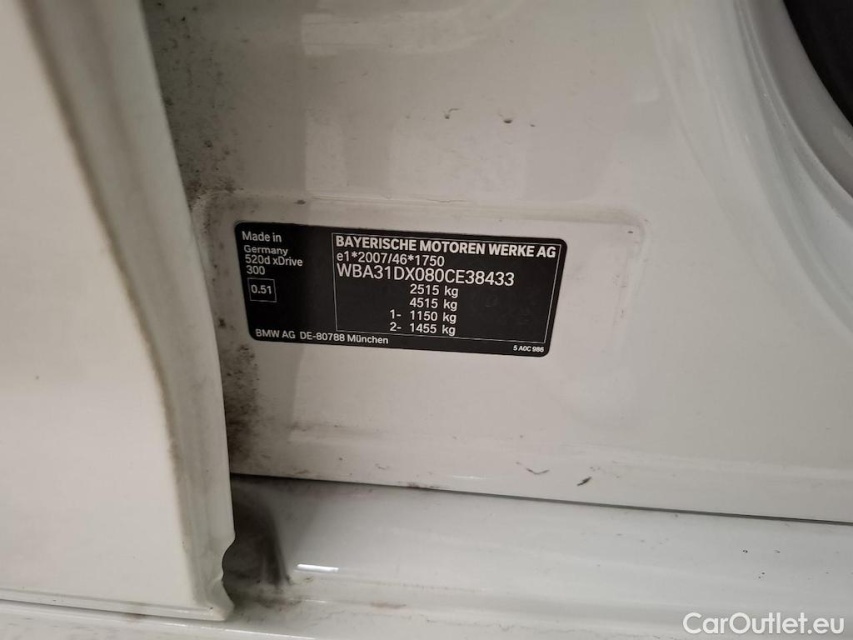 Made in
Germany
520d xDrive
300
0.51
BMW AG DE-80788 München
BAYERISCHE MOTOREN WERKE AG
e1*2007/46*1750
WBA31DX080CE38433
2515 kg
4515 kg
1- 1150 kg
2- 1455 kg
5 A0C 986
CarOutlet.eu